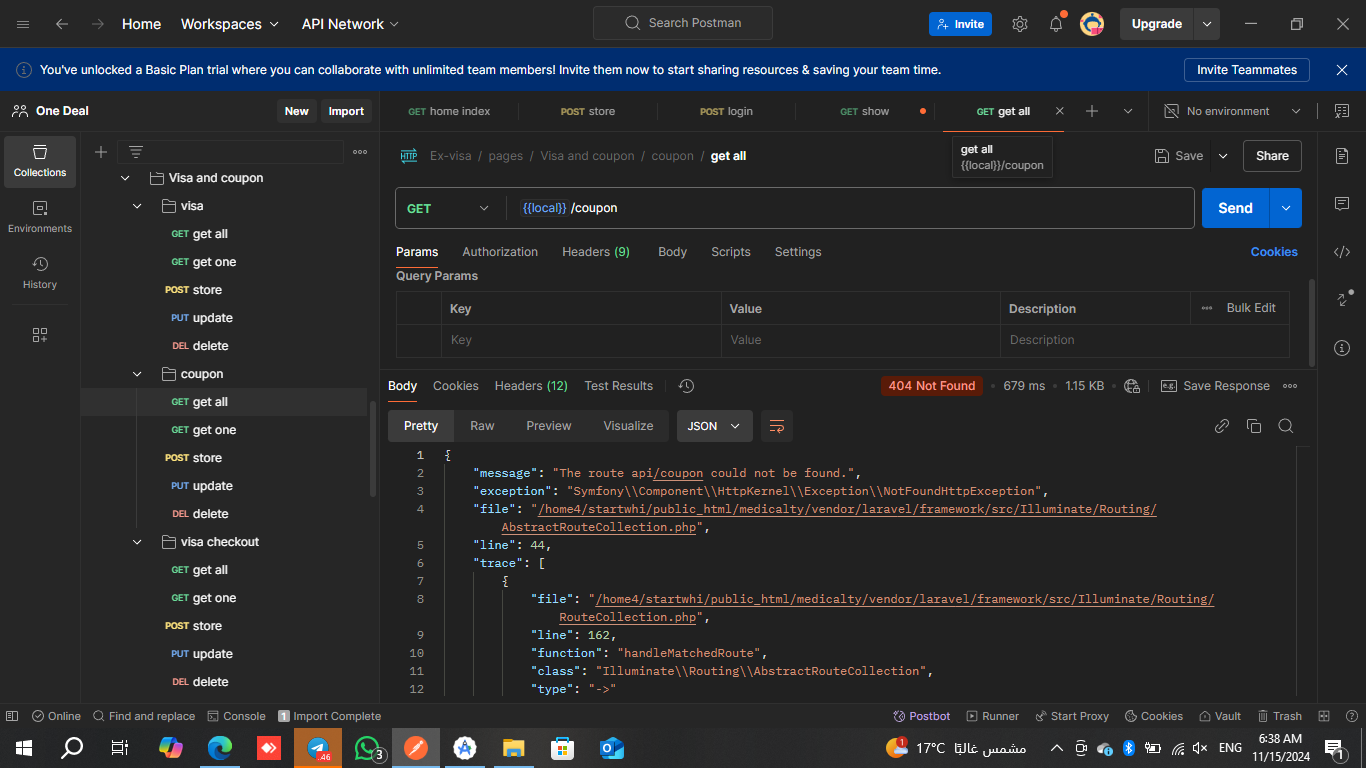 Home
Workspaces
API Network
Search Postman
Invite
Upgrade
You've unlocked a Basic Plan trial where you can collaborate with unlimited team members! Invite them now to start sharing resources & saving your team time.
Invite Teammates
One Deal
New
Import
GET home index
POST store
POST login
GET show
GET get all
No environment
Collections
Environments
History
Visa and coupon
visa
GET get all
GET get one
POST store
PUT update
DEL delete
coupon
GET get all
GET get one
POST store
PUT update
DEL delete
visa checkout
GET get all
GET get one
POST store
PUT update
DEL delete
HTTP Ex-visa / pages / Visa and coupon / coupon / get all
get all
{{local}}/coupon
Save
Share
GET
{{local}} /coupon
Send
Params
Authorization
Headers (9)
Body
Scripts
Settings
Cookies
Query Params
Key
Value
Description
Bulk Edit
Key
Value
Description
Body
Cookies
Headers (12)
Test Results
404 Not Found
679 ms
1.15 KB
e.g. Save Response
Pretty
Raw
Preview
Visualize
JSON
1 {
2 "message": "The route api/coupon could not be found.",
3 "exception": "Symfony\\Component\\HttpKernel\\Exception\\NotFoundHttpException",
4 "file": "/home4/startwhi/public_html/medicalty/vendor/laravel/framework/src/Illuminate/Routing/
AbstractRouteCollection.php",
5 "line": 44,
6 "trace": [
7 {
8 "file": "/home4/startwhi/public_html/medicalty/vendor/laravel/framework/src/Illuminate/Routing/
RouteCollection.php",
9 "line": 162,
10 "function": "handleMatchedRoute",
11 "class": "Illuminate\\Routing\\AbstractRouteCollection",
12 "type": "->"
Online
Find and replace
Console
1 Import Complete
Postbot
Runner
Start Proxy
Cookies
Vault
Trash
.46
3
1
17°C مشمس غالبًا
ENG
6:38 AM
11/15/2024
1